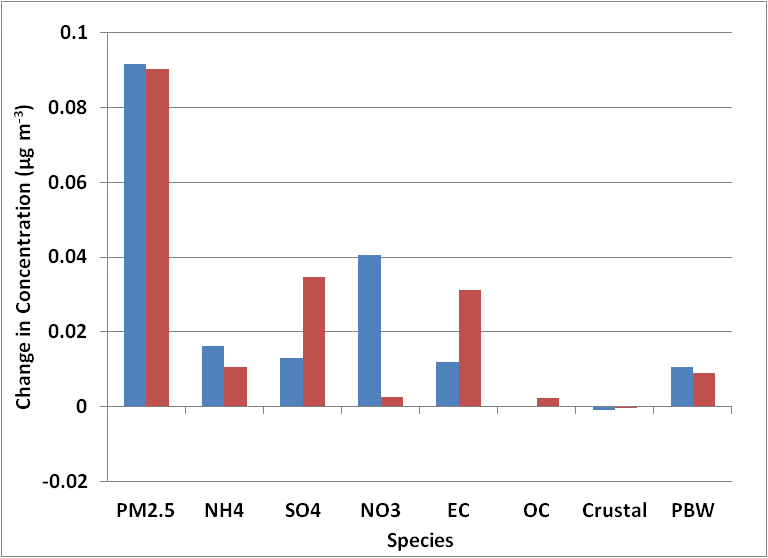 0.1
0.08
0.06
0.04
0.02
0
-0.02
Change in Concentration (µg m-3)
PM2.5 NH4 SO4 NO3 EC OC Crustal PBW
Species